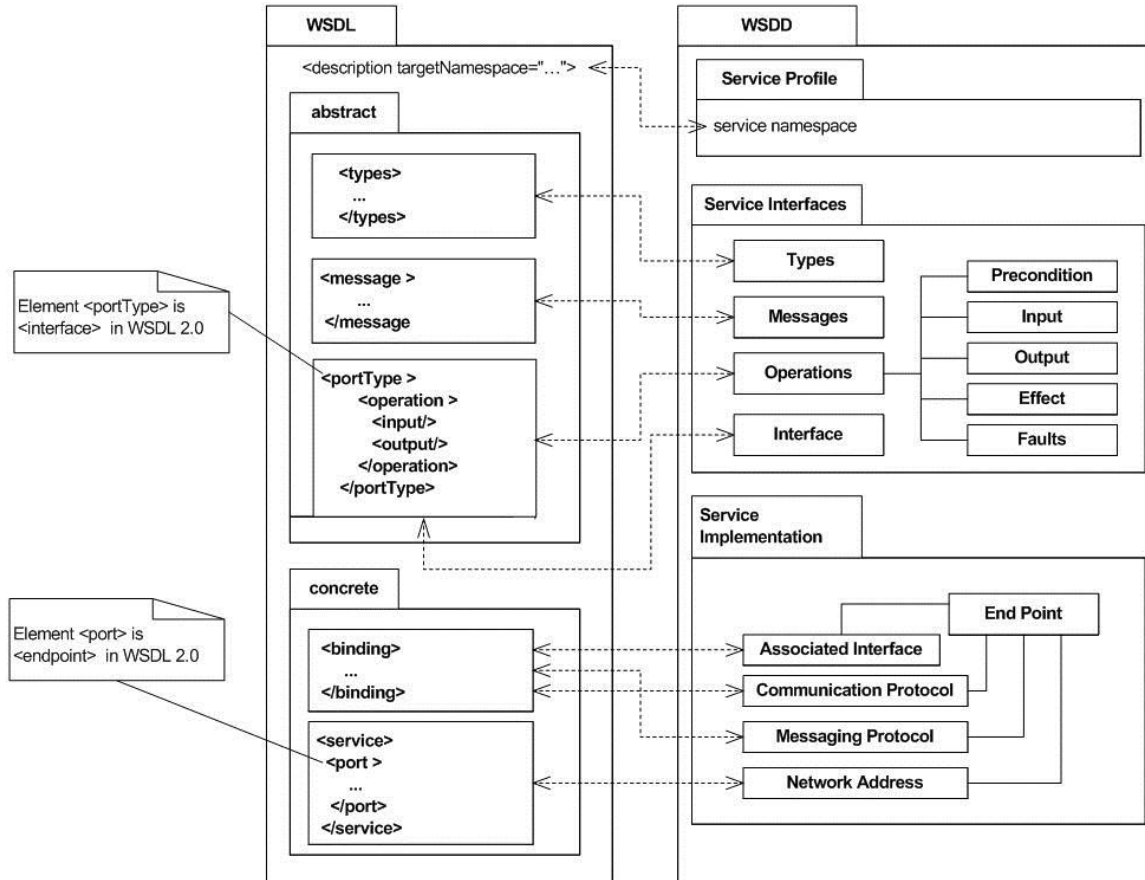 WSDL
<description targetNamespace="...">
abstract
<types>
...
</types>
<message >
...
</message
<portType >
<operation >
<input/>
<output/>
</operation>
</portType>
concrete
<binding>
...
</binding>
<service>
<port >
...
</port>
</service>
Element <portType> is
<interface>  in WSDL 2.0
Element <port> is
<endpoint>  in WSDL 2.0
WSDD
Service Profile
service namespace
Service Interfaces
Types
Messages
Operations
Interface
Precondition
Input
Output
Effect
Faults
Service
Implementation
End Point
Associated Interface
Communication Protocol
Messaging Protocol
Network Address